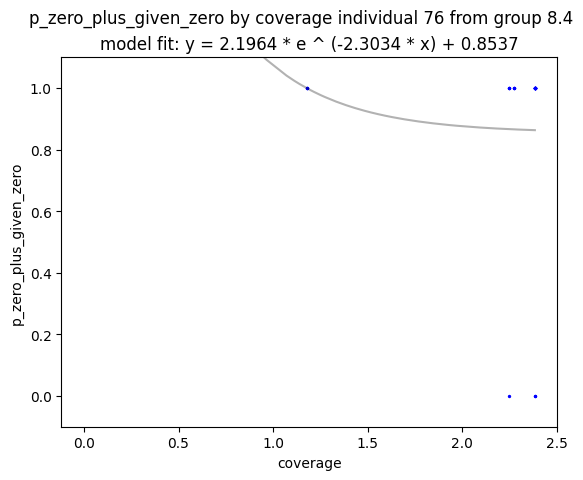 p_zero_plus_given_zero by coverage individual 76 from group 8.4
model fit: y = 2.1964 * e ^ (-2.3034 * x) + 0.8537
p_zero_plus_given_zero
1.0
0.8
0.6
0.4
0.2
0.0
0.0 0.5 1.0 1.5 2.0 2.5
coverage